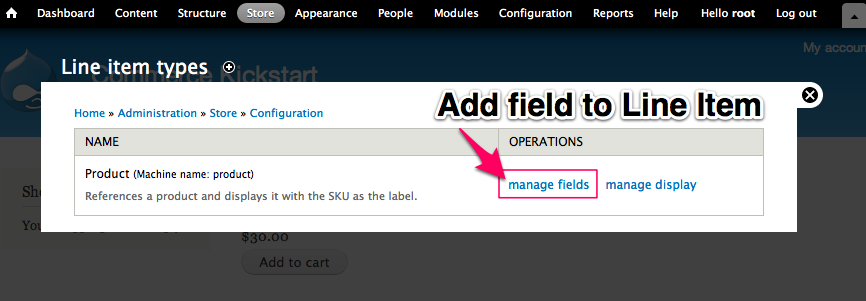 Dashboard Content Structure Store Appearance People Modules Configuration Reports Help Hello root Log out
My accoun
Line item types
Commerce Kickstart
Add field to Line Item
Home » Administration » Store » Configuration
NAME OPERATIONS
Product (Machine name: product)
manage fields manage display
References a product and displays it with the SKU as the label.
Sho
You
$30.00
Add to cart